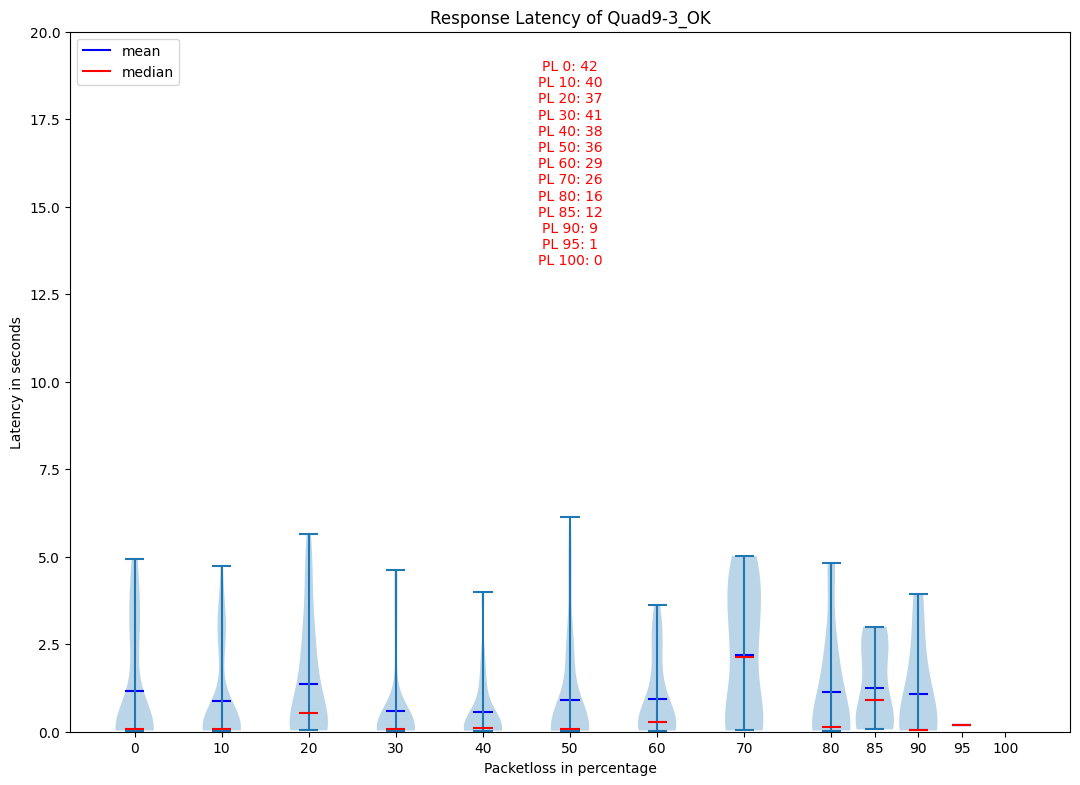 Response Latency of Quad9-3_OK
mean
median
PL 0: 42
PL 10: 40
PL 20: 37
PL 30: 41
PL 40: 38
PL 50: 36
PL 60: 29
PL 70: 26
PL 80: 16
PL 85: 12
PL 90: 9
PL 95: 1
PL 100: 0
Latency in seconds
20.0
17.5
15.0
12.5
10.0
7.5
5.0
2.5
0.0
0 10 20 30 40 50 60 70 80 85 90 95 100
Packetloss in percentage